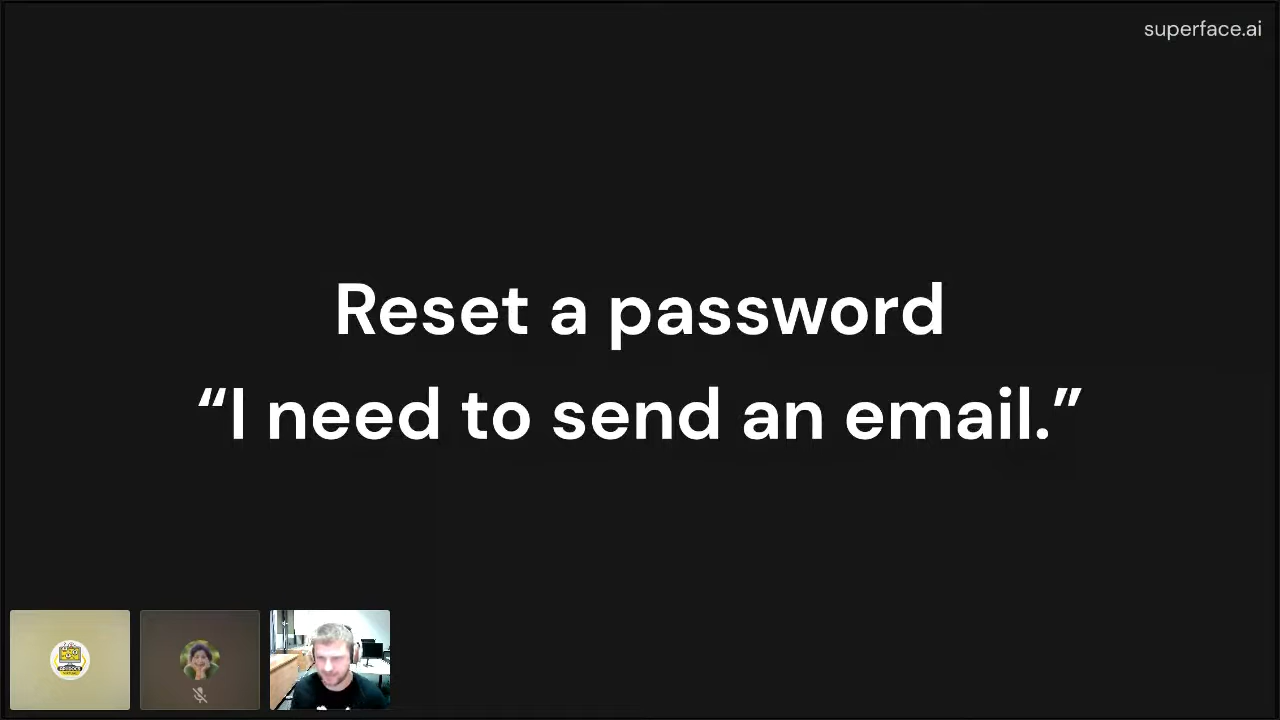 superface.ai
Reset a password
“I need to send an email.”